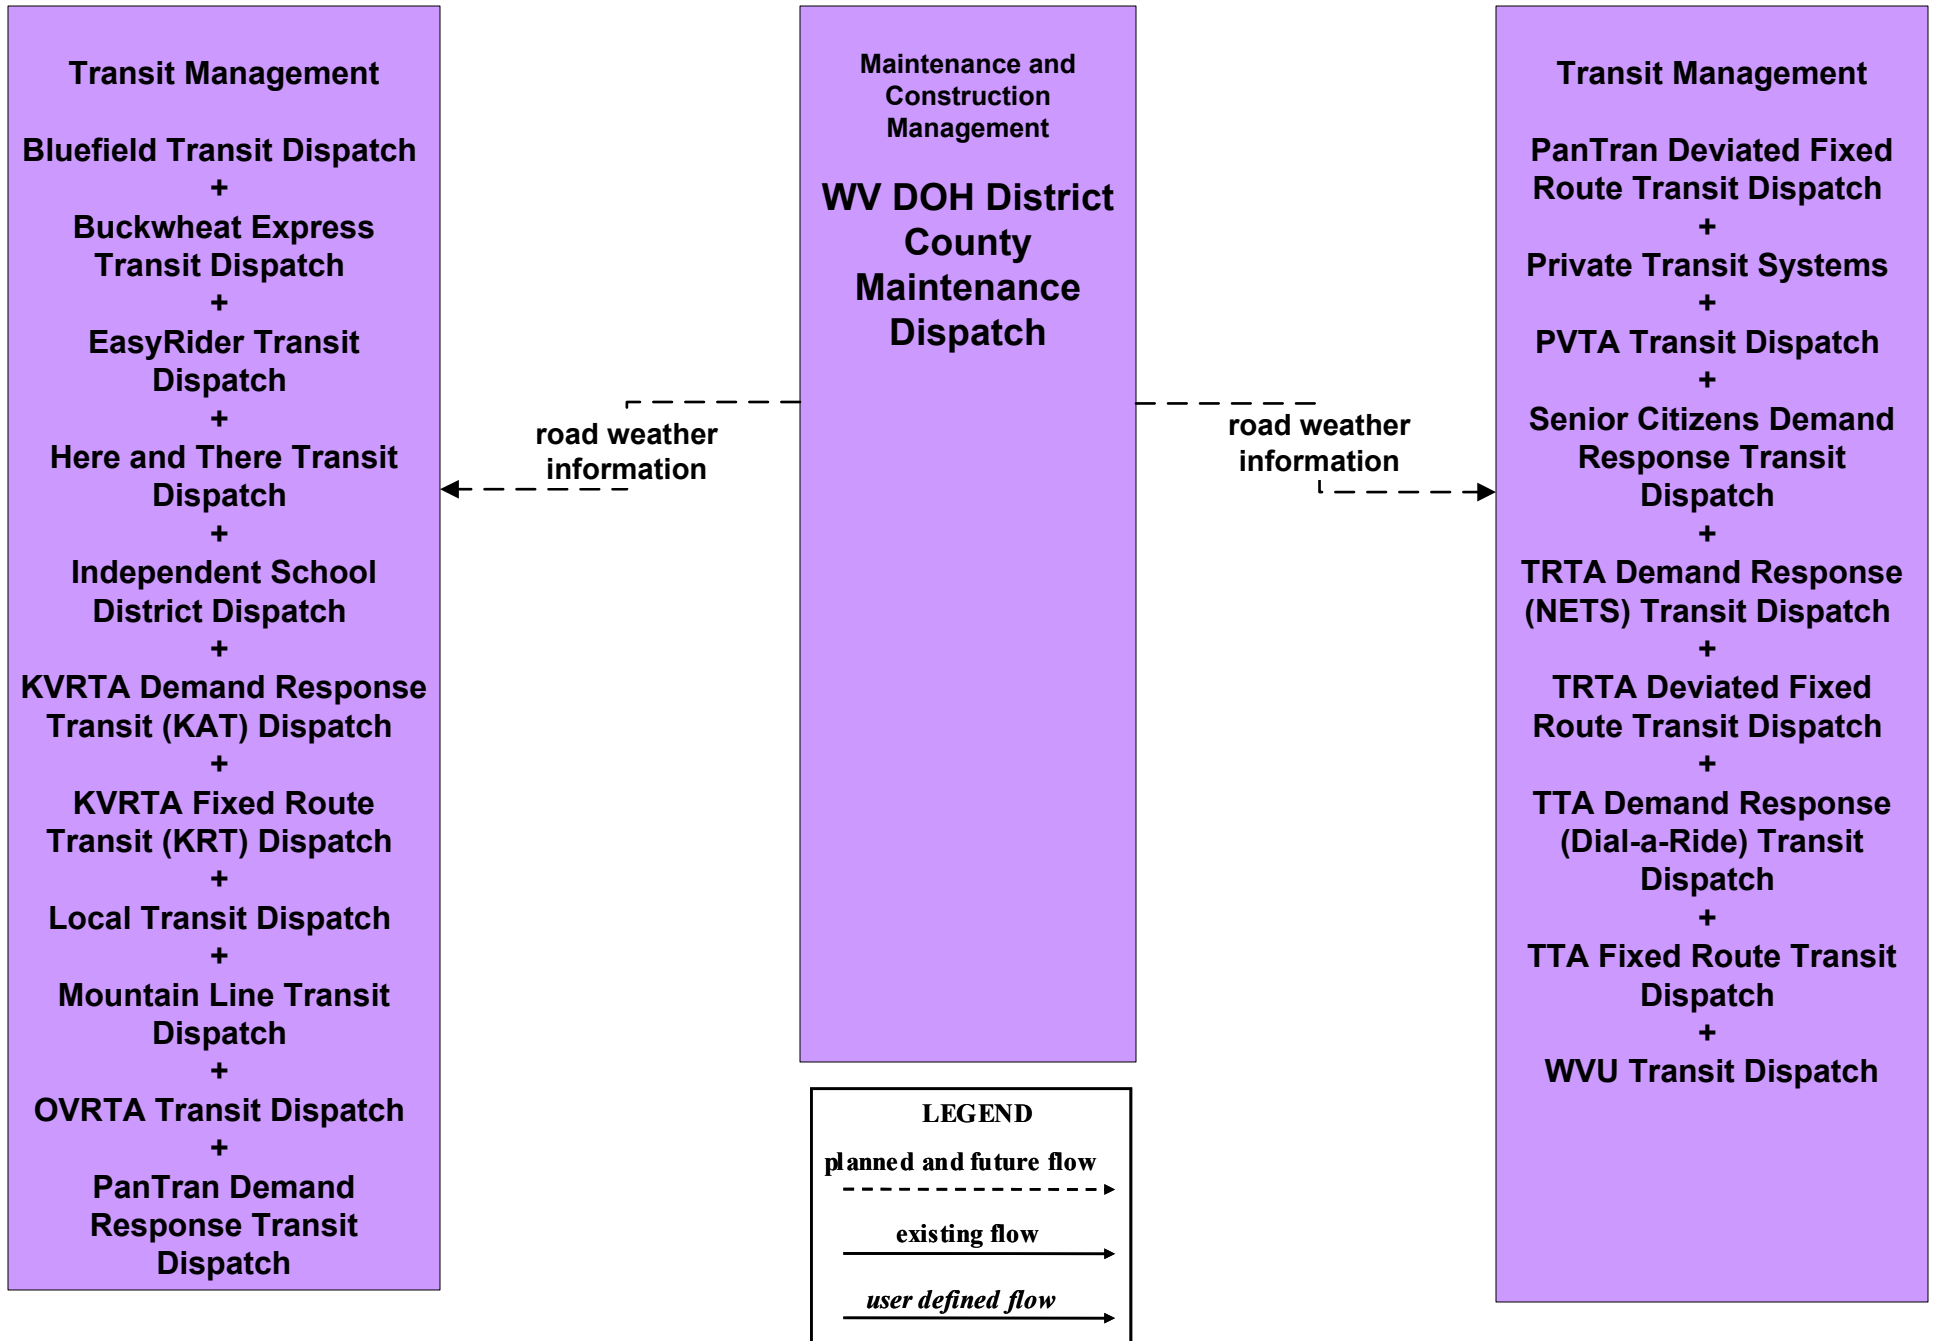 Transit Management
Bluefield Transit Dispatch
+
Buckwheat Express
Transit Dispatch
+
EasyRider Transit
Dispatch
+
Here and There Transit
Dispatch
+
Independent School
District Dispatch
+
KVRTA Demand Response
Transit (KAT) Dispatch
+
KVRTA Fixed Route
Transit (KRT) Dispatch
+
Local Transit Dispatch
+
Mountain Line Transit
Dispatch
+
OVRTA Transit Dispatch
+
PanTran Demand
Response Transit
Dispatch
road weather
information
Maintenance and
Construction
Management
WV DOH District
County
Maintenance
Dispatch
road weather
information
Transit Management
PanTran Deviated Fixed
Route Transit Dispatch
+
Private Transit Systems
+
PVTA Transit Dispatch
+
Senior Citizens Demand
Response Transit
Dispatch
+
TRTA Demand Response
(NETS) Transit Dispatch
+
TRTA Deviated Fixed
Route Transit Dispatch
+
TTA Demand Response
(Dial-a-Ride) Transit
Dispatch
+
TTA Fixed Route Transit
Dispatch
+
WVU Transit Dispatch
LEGEND
planned and future flow
existing flow
user defined flow